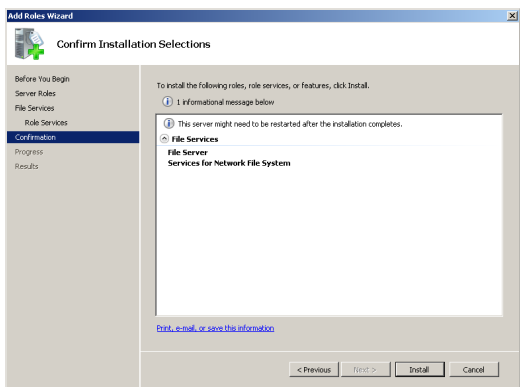 Add Roles Wizard
Confirm Installation Selections
Before You Begin
Server Roles
File Services
Role Services
Confirmation
Progress
Results
To install the following roles, role services, or features, click Install.
1 informational message below
This server might need to be restarted after the installation completes.
File Services
File Server
Services for Network File System
Print, e-mail, or save this information
< Previous
Next >
Install
Cancel